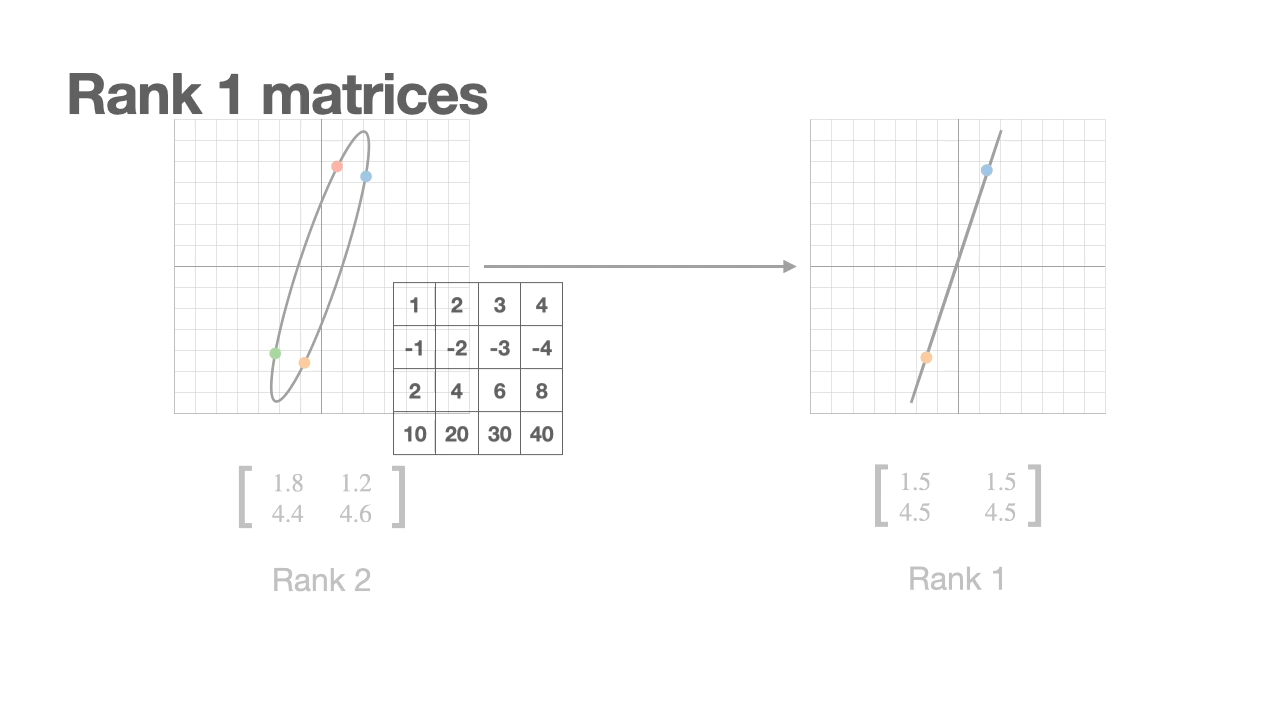 Rank 1 matrices
1 2 3 4
-1 -2 -3 -4
2 4 6 8
10 20 30 40
1.8 1.2
4.4 4.6
Rank 2
1.5 1.5
4.5 4.5
Rank 1